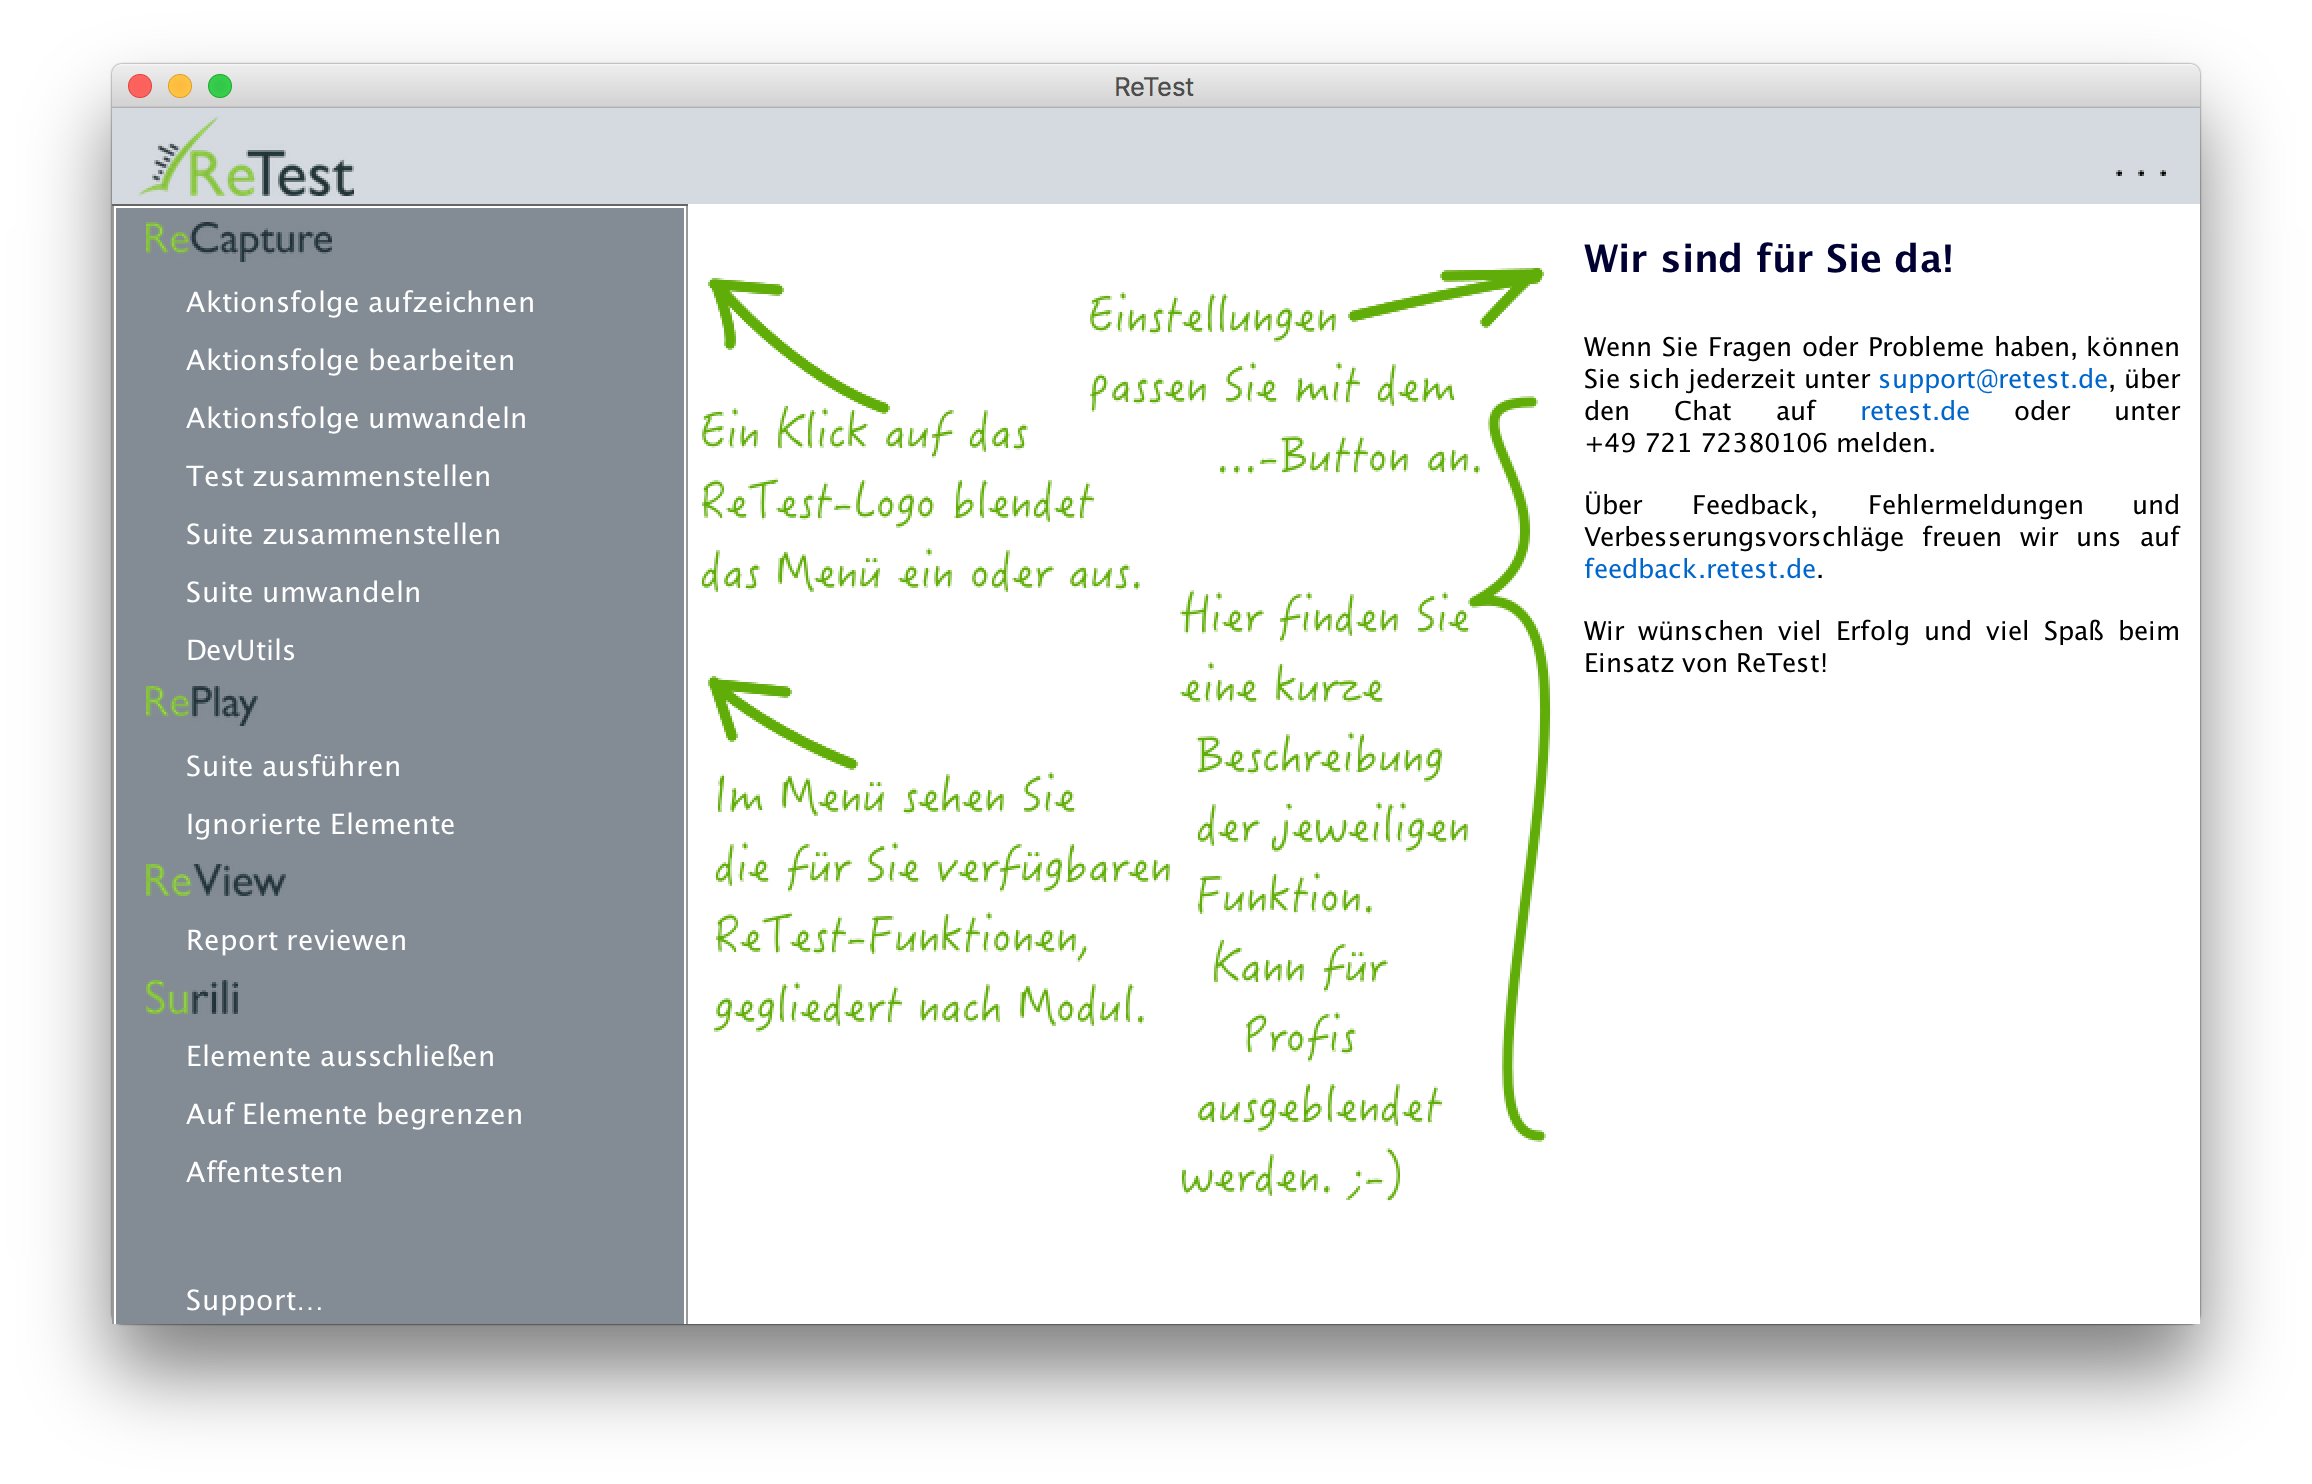 ReTest
ReTest
...
ReCapture
Aktionsfolge aufzeichnen
Aktionsfolge bearbeiten
Aktionsfolge umwandeln
Test zusammenstellen
Suite zusammenstellen
Suite umwandeln
DevUtils
RePlay
Suite ausführen
Ignorierte Elemente
ReView
Report reviewen
Surili
Elemente ausschließen
Auf Elemente begrenzen
Affentesten
Support...
Ein Klick auf das
ReTest-Logo blendet
das Menü ein oder aus.
Im Menü sehen Sie
die für Sie verfügbaren
ReTest-Funktionen,
gegliedert nach Modul.
Einstellungen
passen Sie mit dem
...-Button an.
Hier finden Sie
eine kurze
Beschreibung
der jeweiligen
Funktion.
Kann für
Profis
ausgeblendet
werden. ;-)
Wir sind für Sie da!
Wenn Sie Fragen oder Probleme haben, können
Sie sich jederzeit unter support@retest.de, über
den Chat auf retest.de oder unter
+49 721 72380106 melden.
Über Feedback, Fehlermeldungen und
Verbesserungsvorschläge freuen wir uns auf
feedback.retest.de.
Wir wünschen viel Erfolg und viel Spaß beim
Einsatz von ReTest!